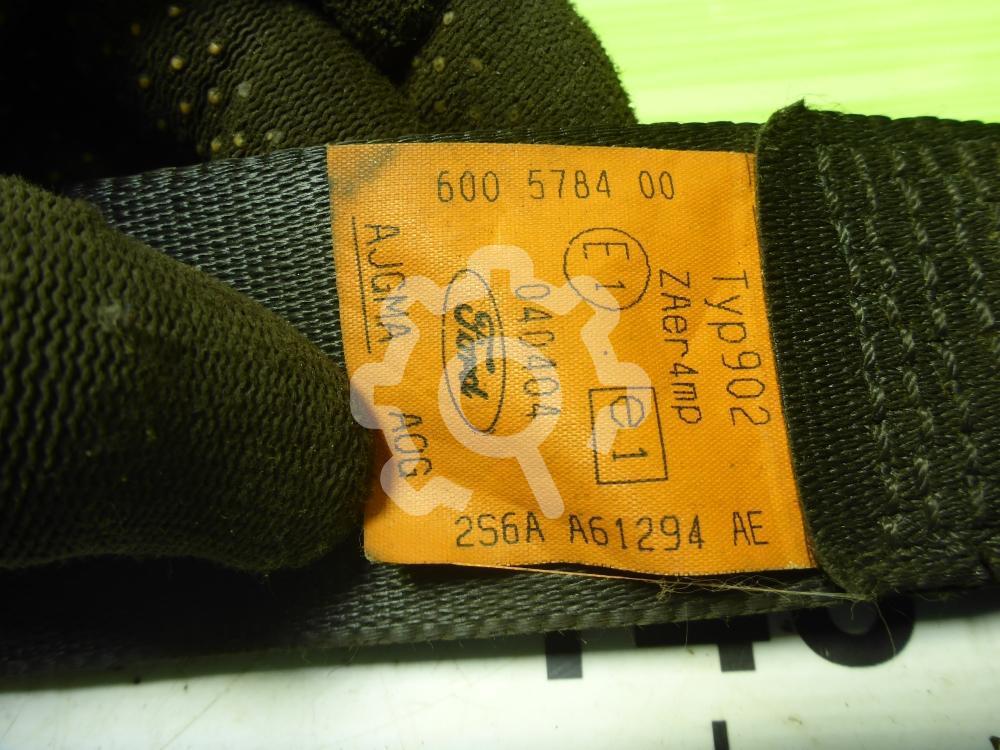 600 5784 00
Typ902
ZAer4mp
E1
e1
040404
Ford
AJGMA AOG
2S6A A61294 AE